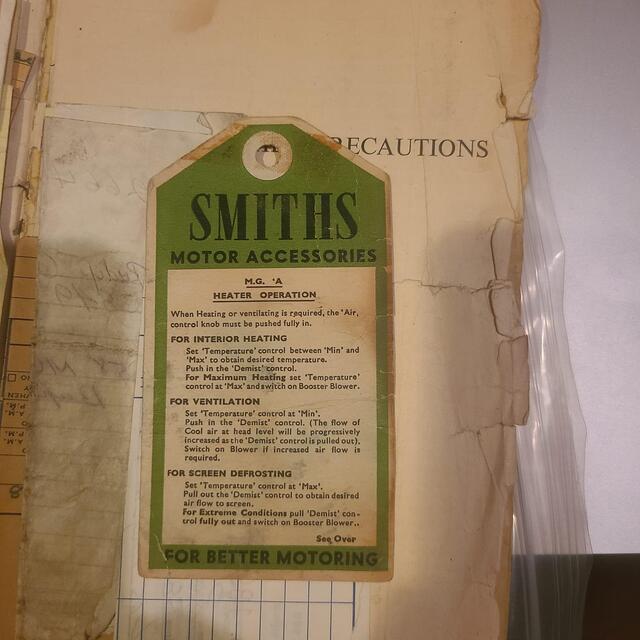 RECAUTIONS
SMITHS
MOTOR ACCESSORIES
M.G. 'A
HEATER OPERATION
When Heating or ventilating is required, the 'Air,
control knob must be pushed fully in.
FOR INTERIOR HEATING
Set 'Temperature' control between 'Min' and
'Max' to obtain desired temperature.
Push in the 'Demist' control.
For Maximum Heating set 'Temperature'
control at 'Max' and switch on Booster Blower.
FOR VENTILATION
Set 'Temperature' control at 'Min'.
Push in the 'Demist' control. (The flow of
Cool air at head level will be progressively
increased as the 'Demist' control is pulled out).
Switch on Blower if increased air flow is
required.
FOR SCREEN DEFROSTING
Set 'Temperature' control at 'Max'.
Pull out the 'Demist' control to obtain desired
air flow to screen.
For Extreme Conditions pull 'Demist' con-
trol fully out and switch on Booster Blower..
See Over
FOR BETTER MOTORING
P.M.
A.M.
P.M.
A.M.